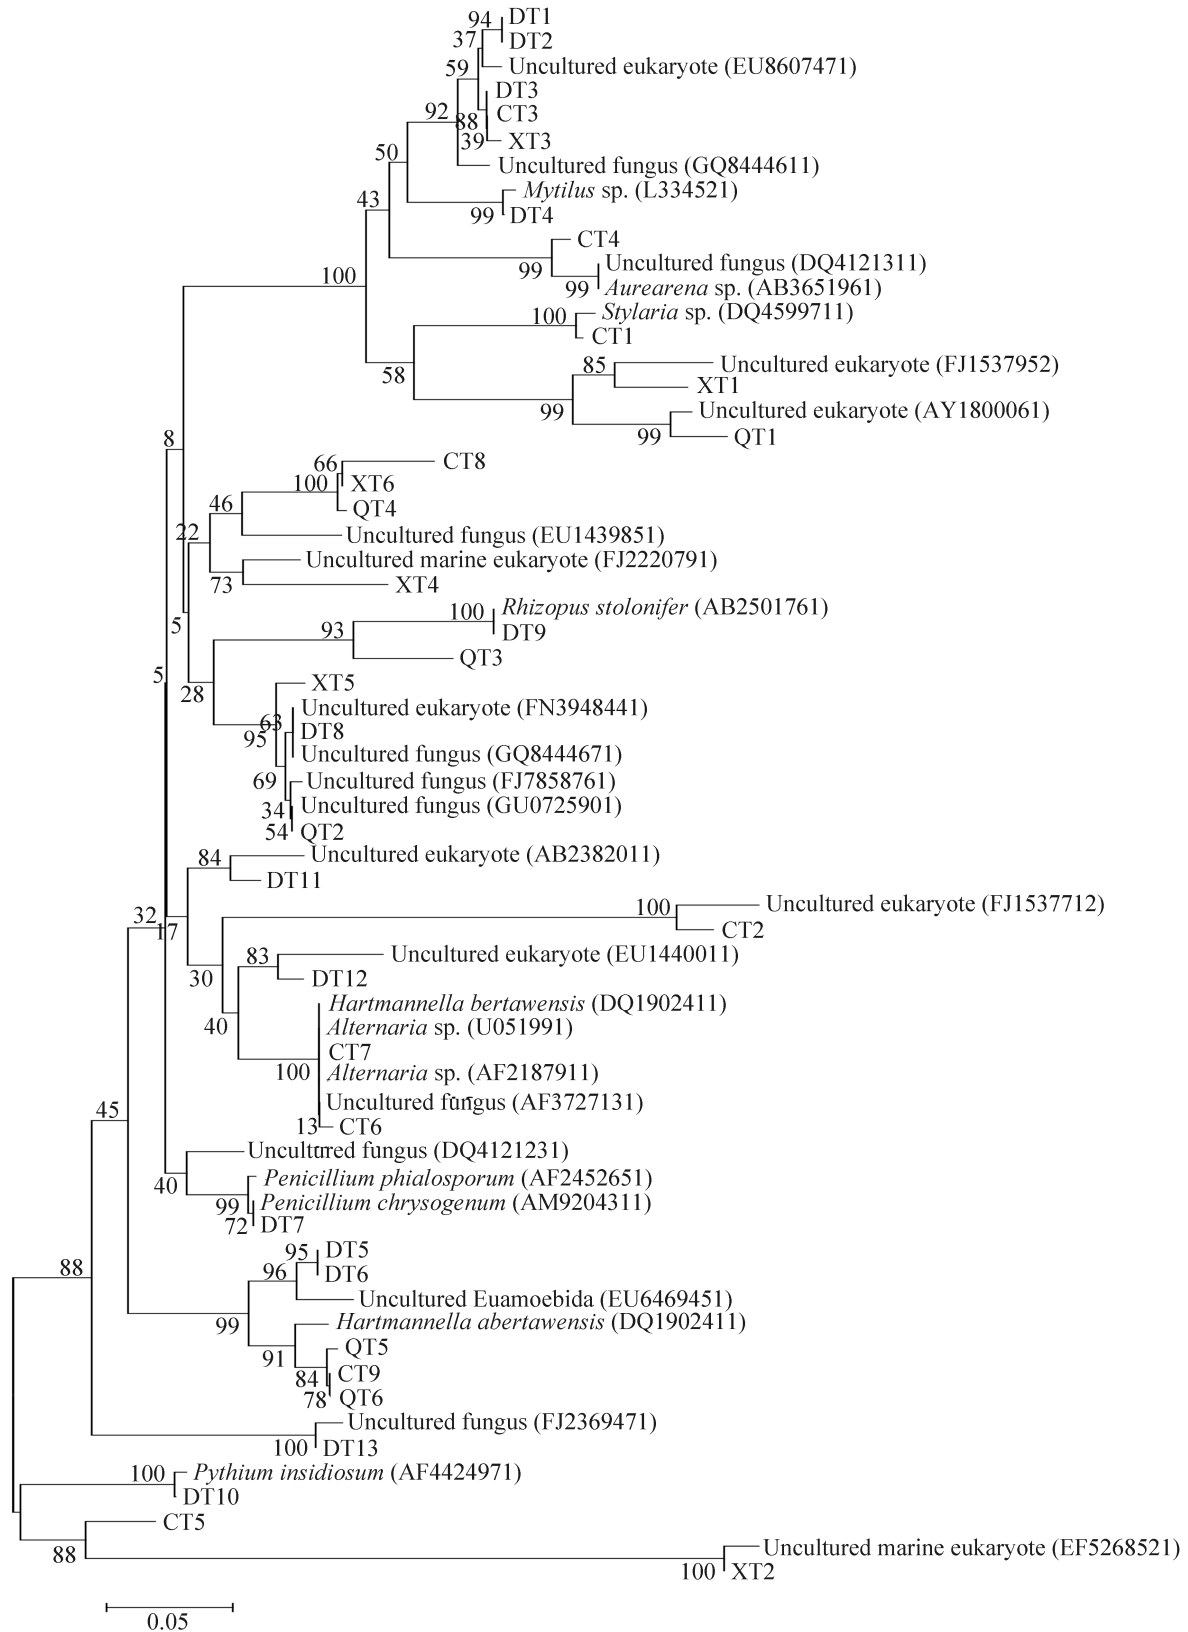 94 DT1
37 DT2
Uncultured eukaryote (EU8607471)
59
DT3
92 88 CT3
39 XT3
50 Uncultured fungus (GQ8444611)
Mytilus sp. (L334521)
43 99 DT4
CT4
99 Uncultured fungus (DQ4121311)
100 99 Aurearena sp. (AB3651961)
100 Stylaria sp. (DQ4599711)
CT1
58 85 Uncultured eukaryote (FJ1537952)
XT1
99 Uncultured eukaryote (AY1800061)
8 99 QT1
66 CT8
100 XT6
46 QT4
22 Uncultured fungus (EU1439851)
Uncultured marine eukaryote (FJ2220791)
73 XT4
100 Rhizopus stolonifer (AB2501761)
5 93 DT9
QT3
5 28 XT5
63 Uncultured eukaryote (FN3948441)
95 DT8
Uncultured fungus (GQ8444671)
69 Uncultured fungus (FJ7858761)
34 Uncultured fungus (GU0725901)
54 QT2
84 Uncultured eukaryote (AB2382011)
DT11
32 100 Uncultured eukaryote (FJ1537712)
17 CT2
83 Uncultured eukaryote (EU1440011)
30 DT12
Hartmannella bertawensis (DQ1902411)
40 Alternaria sp. (U051991)
CT7
100 Alternaria sp. (AF2187911)
Uncultured fungus (AF3727131)
45 13 CT6
Uncultured fungus (DQ4121231)
40 Penicillium phialosporum (AF2452651)
99 Penicillium chrysogenum (AM9204311)
72 DT7
95 DT5
88 96 DT6
Uncultured Euamoebida (EU6469451)
99 Hartmannella abertawensis (DQ1902411)
91 QT5
84 CT9
78 QT6
Uncultured fungus (FJ2369471)
100 DT13
100 Pythium insidiosum (AF4424971)
DT10
CT5
88 Uncultured marine eukaryote (EF5268521)
100 XT2
0.05